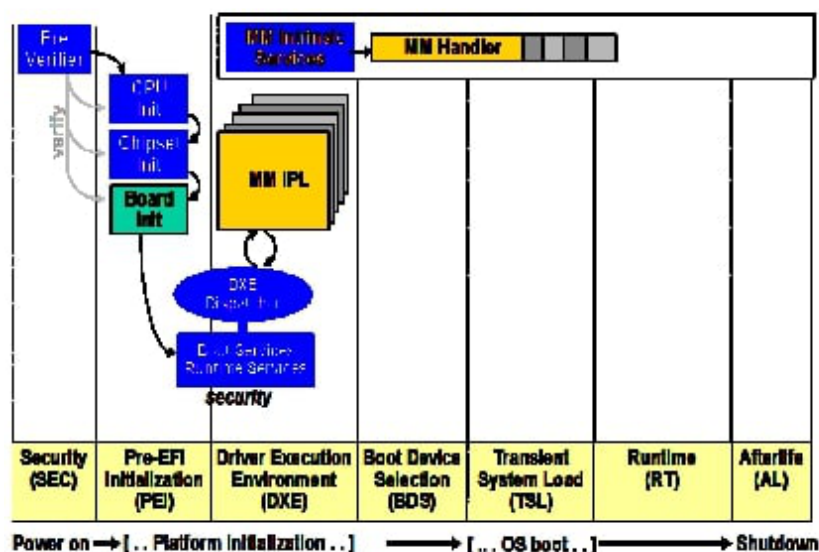 Pre
Verifier
verify
CPU
Init
Chipset
Init
Board
Init
MM Intrinsic
Services
MM Handler
MM IPL
DXE
Dispatcher
Boot Services
Runtime Services
security
Security
(SEC)
Pre-EFI
Initialization
(PEI)
Driver Execution
Environment
(DXE)
Boot Device
Selection
(BDS)
Transient
System Load
(TSL)
Runtime
(RT)
Afterlife
(AL)
Power on [ . . Platform initialization . . ] [ ... OS boot . . ] Shutdown